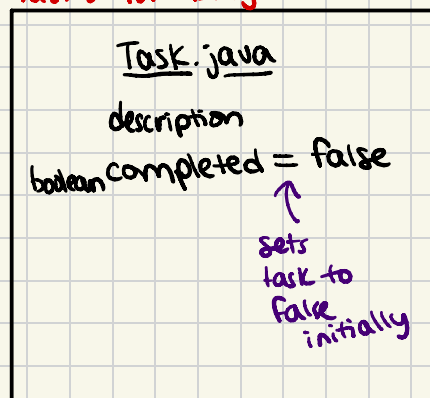 Task.java
description
boolean completed = false
sets
task to
false
initially